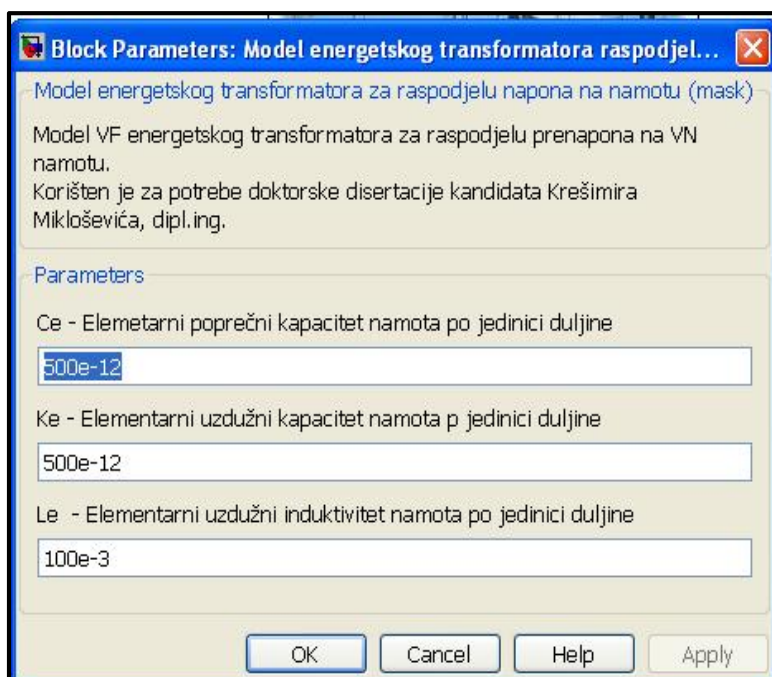 Block Parameters: Model energetskog transformatora raspodjel...
Model energetskog transformatora za raspodjelu napona na namotu (mask)
Model VF energetskog transformatora za raspodjelu prenapona na VN
namotu.
Korišten je za potrebe doktorske disertacije kandidata Krešimira
Mikloševića, dipl.ing.
Parameters
Ce - Elemetarni poprečni kapacitet namota po jedinici duljine
500e-12
Ke - Elementarni uzdužni kapacitet namota p jedinici duljine
500e-12
Le - Elementarni uzdužni induktivitet namota po jedinici duljine
100e-3
OK Cancel Help Apply